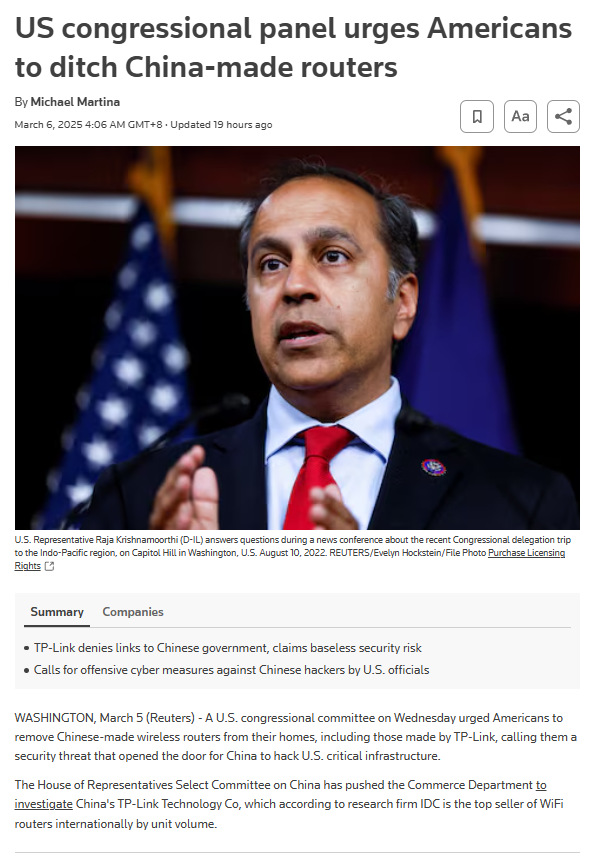 US congressional panel urges Americans
to ditch China-made routers
By Michael Martina
March 6, 2025 4:06 AM GMT+8 · Updated 19 hours ago
Aa
U.S. Representative Raja Krishnamoorthi (D-IL) answers questions during a news conference about the recent Congressional delegation trip
to the Indo-Pacific region, on Capitol Hill in Washington, U.S. August 10, 2022. REUTERS/Evelyn Hockstein/File Photo Purchase Licensing
Rights
Summary Companies
• TP-Link denies links to Chinese government, claims baseless security risk
• Calls for offensive cyber measures against Chinese hackers by U.S. officials
WASHINGTON, March 5 (Reuters) - A U.S. congressional committee on Wednesday urged Americans to
remove Chinese-made wireless routers from their homes, including those made by TP-Link, calling them a
security threat that opened the door for China to hack U.S. critical infrastructure.
The House of Representatives Select Committee on China has pushed the Commerce Department to
investigate China's TP-Link Technology Co, which according to research firm IDC is the top seller of WiFi
routers internationally by unit volume.